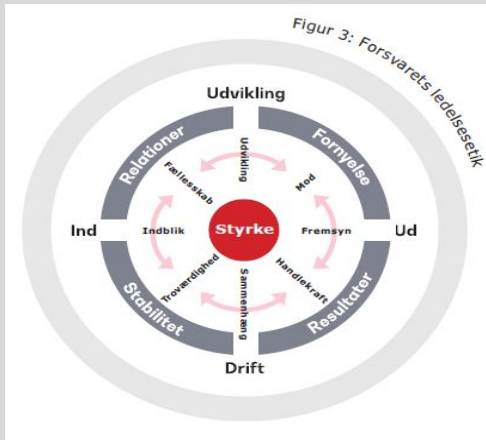 Figur 3: Forsvarets ledelsesetik
Udvikling
Relationer
Fornyelse
Udvikling
Fællesskab
Mod
Ind
Indblik
Styrke
Fremsyn
Ud
Troværdighed
Sammenhæng
Handlekraft
Stabilitet
Resultater
Drift